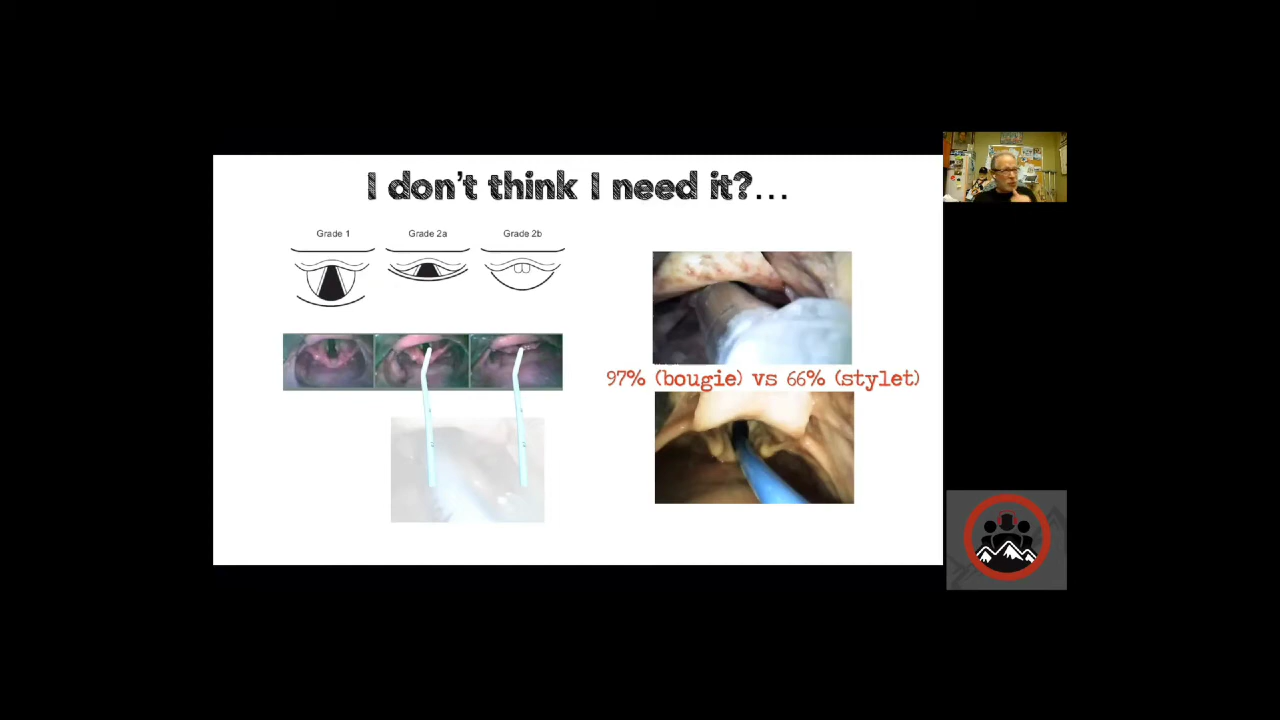 I don't think I need it?...
Grade 1
Grade 2a
Grade 2b
97% (bougie) vs 66% (stylet)